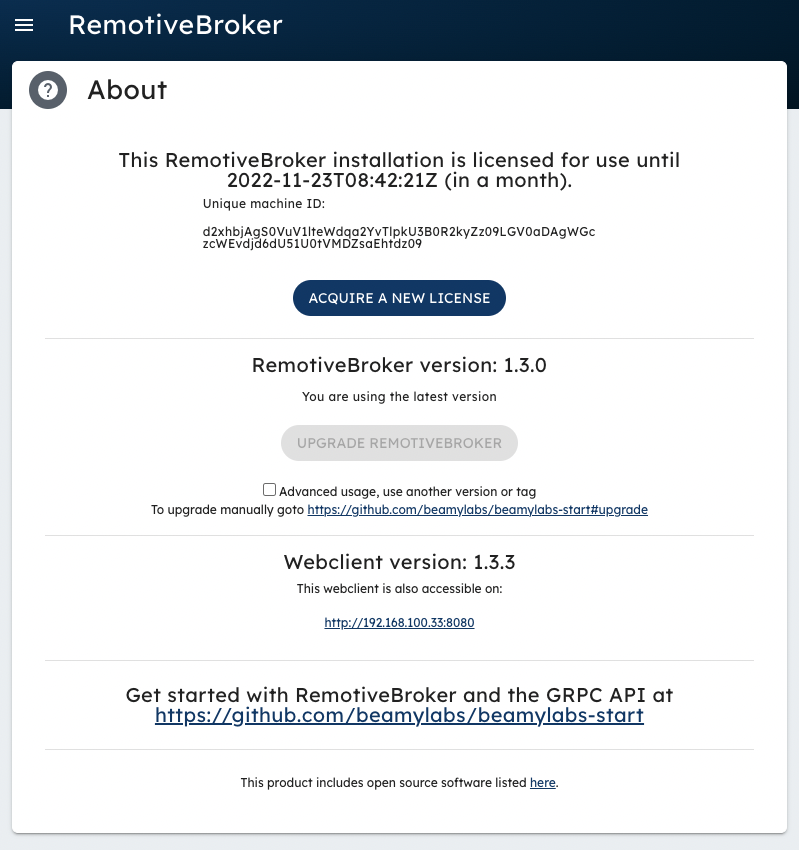 RemotiveBroker
About
This RemotiveBroker installation is licensed for use until
2022-11-23T08:42:21Z (in a month).
Unique machine ID:
d2xhbjAgS0VuV1lteWdqa2YvTlpkU3B0R2kyZz09LGV0aDAgWGc
zcWEvdjd6dU51U0tVMDZsaEhtdz09
ACQUIRE A NEW LICENSE
RemotiveBroker version: 1.3.0
You are using the latest version
UPGRADE REMOTIVEBROKER
Advanced usage, use another version or tag
To upgrade manually goto https://github.com/beamylabs/beamylabs-start#upgrade
Webclient version: 1.3.3
This webclient is also accessible on:
http://192.168.100.33:8080
Get started with RemotiveBroker and the GRPC API at
https://github.com/beamylabs/beamylabs-start
This product includes open source software listed here.